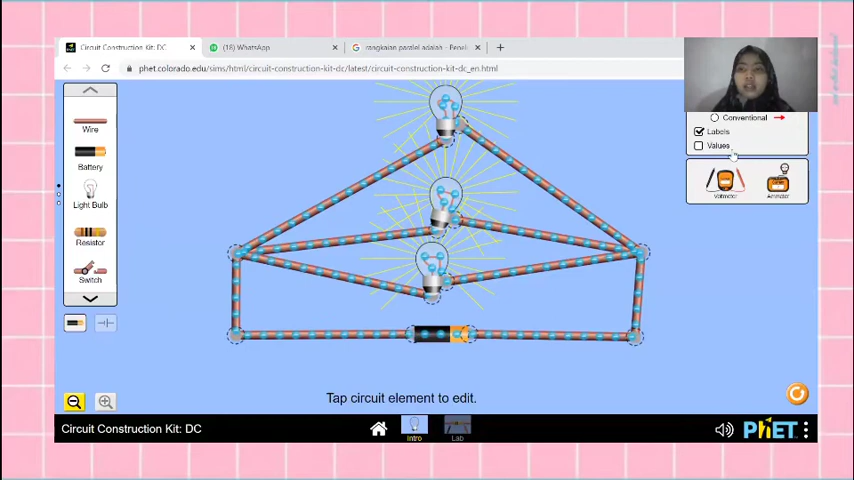 Circuit Construction Kit: DC
(18) WhatsApp
rangkaian paralel adalah - Penel
phet.colorado.edu/sims/html/circuit-construction-kit-dc/latest/circuit-construction-kit-dc_en.html
Conventional
Labels
Values
Voltmeter
Ammeter
Wire
Battery
Light Bulb
Resistor
Switch
Tap circuit element to edit.
Circuit Construction Kit: DC
Intro
Lab
PhET